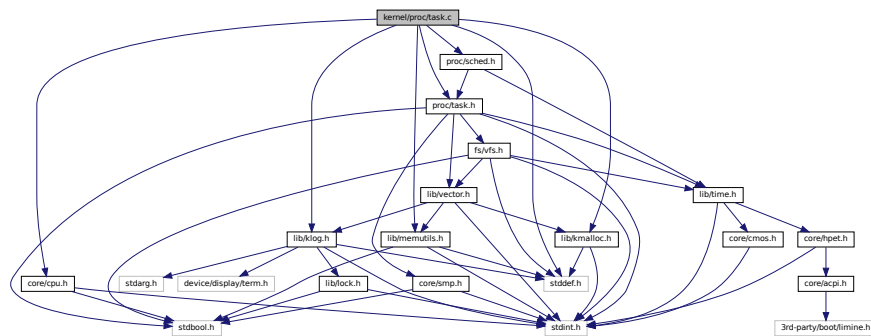 kernel/proc/task.c
proc/sched.h
proc/task.h
fs/vfs.h
lib/vector.h
lib/time.h
lib/klog.h
lib/memutils.h
lib/kmalloc.h
core/cmos.h
core/hpet.h
core/cpu.h
stdarg.h
device/display/term.h
lib/lock.h
core/smp.h
stddef.h
core/acpi.h
stdbool.h
stdint.h
3rd-party/boot/limine.h